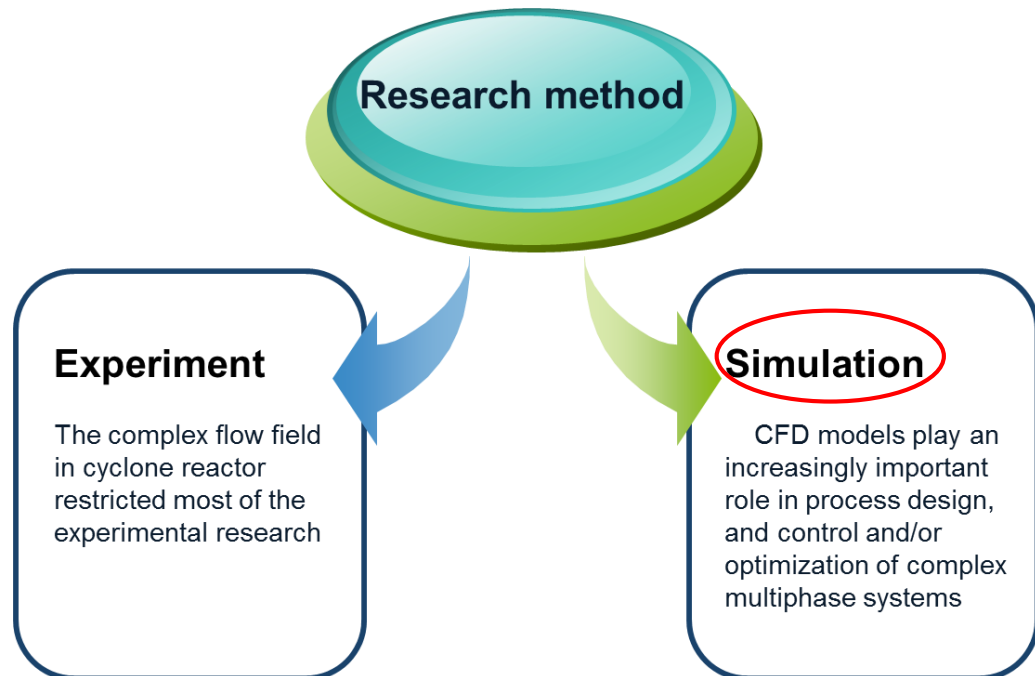 Research method
Experiment
The complex flow field
in cyclone reactor
restricted most of the
experimental research
Simulation
CFD models play an
increasingly important
role in process design,
and control and/or
optimization of complex
multiphase systems